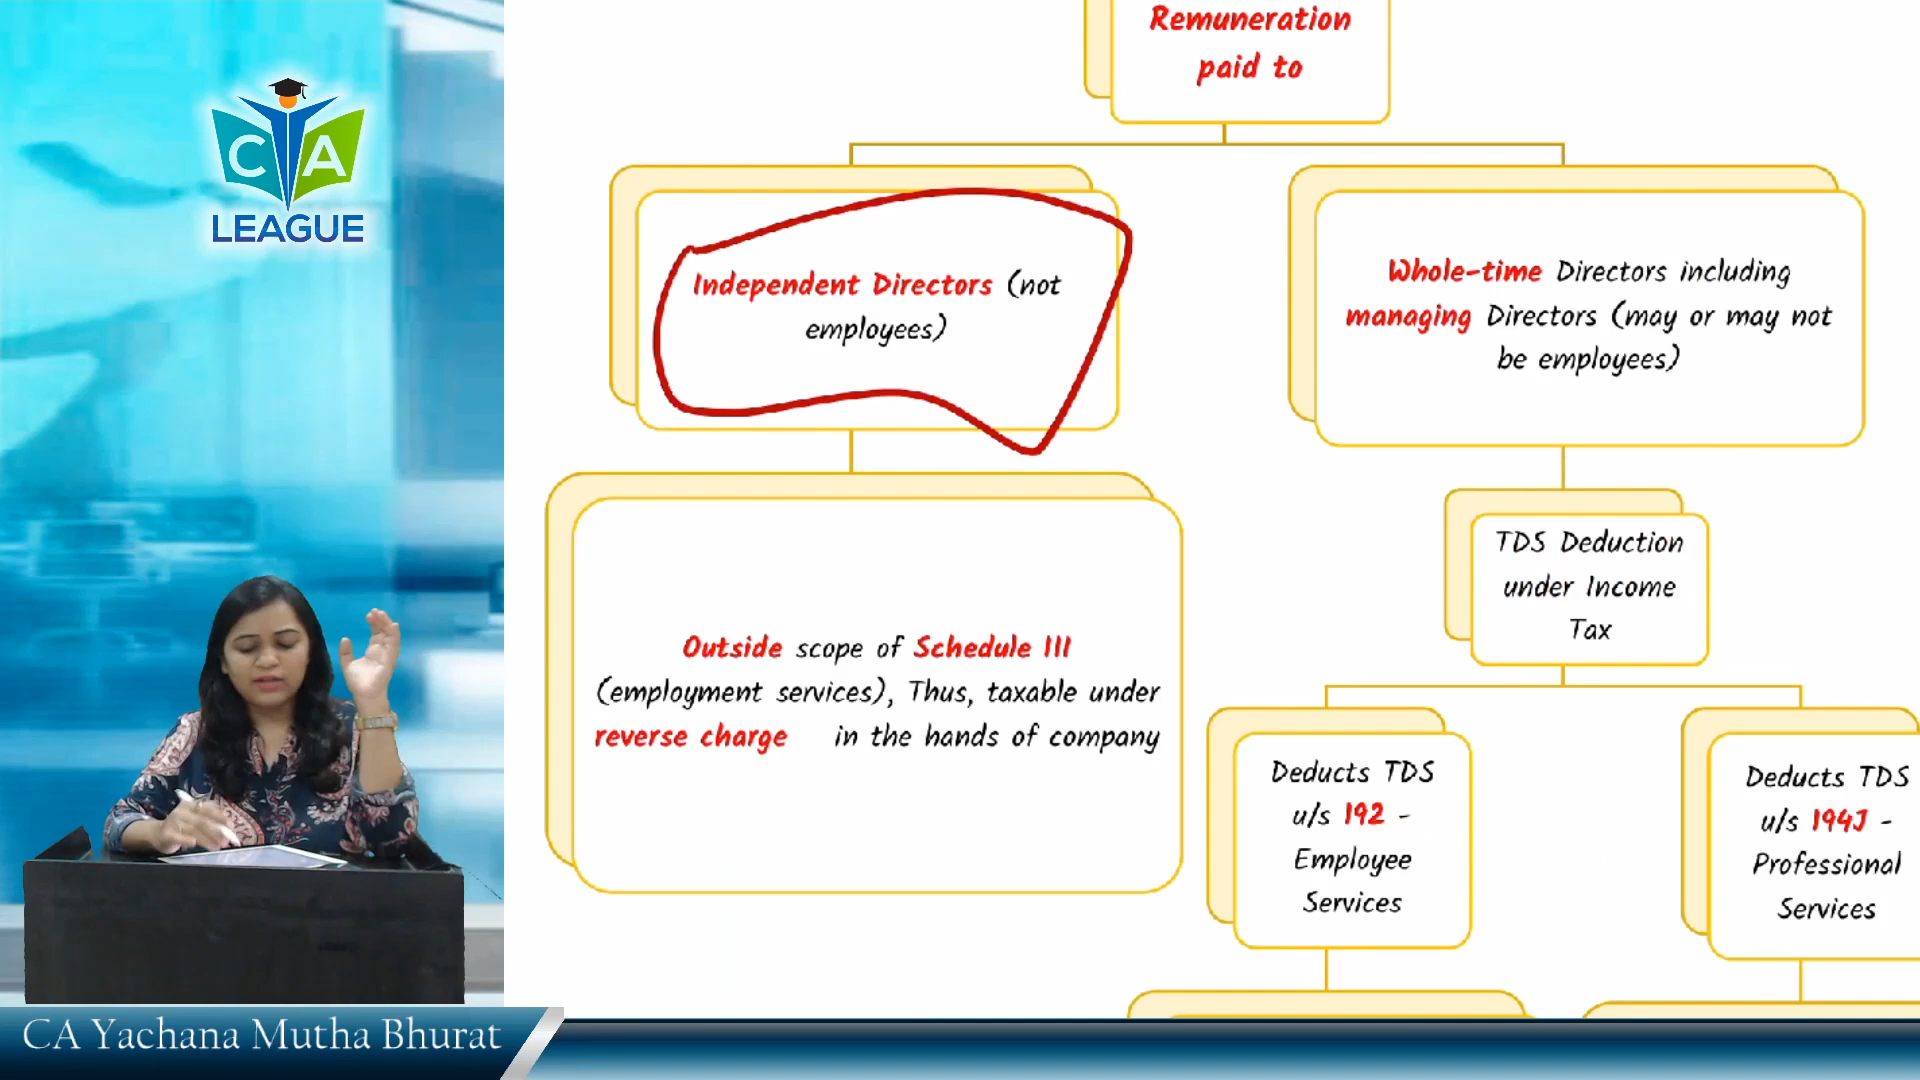 C A
LEAGUE
Remuneration
paid to
Independent Directors (not
employees)
Whole-time Directors including
managing Directors (may or may not
be employees)
Outside scope of Schedule III
(employment services), Thus, taxable under
reverse charge in the hands of company
TDS Deduction
under Income
Tax
Deducts TDS
u/s 192 -
Employee
Services
Deducts TDS
u/s 194J -
Professional
Services
CA Yachana Mutha Bhurat